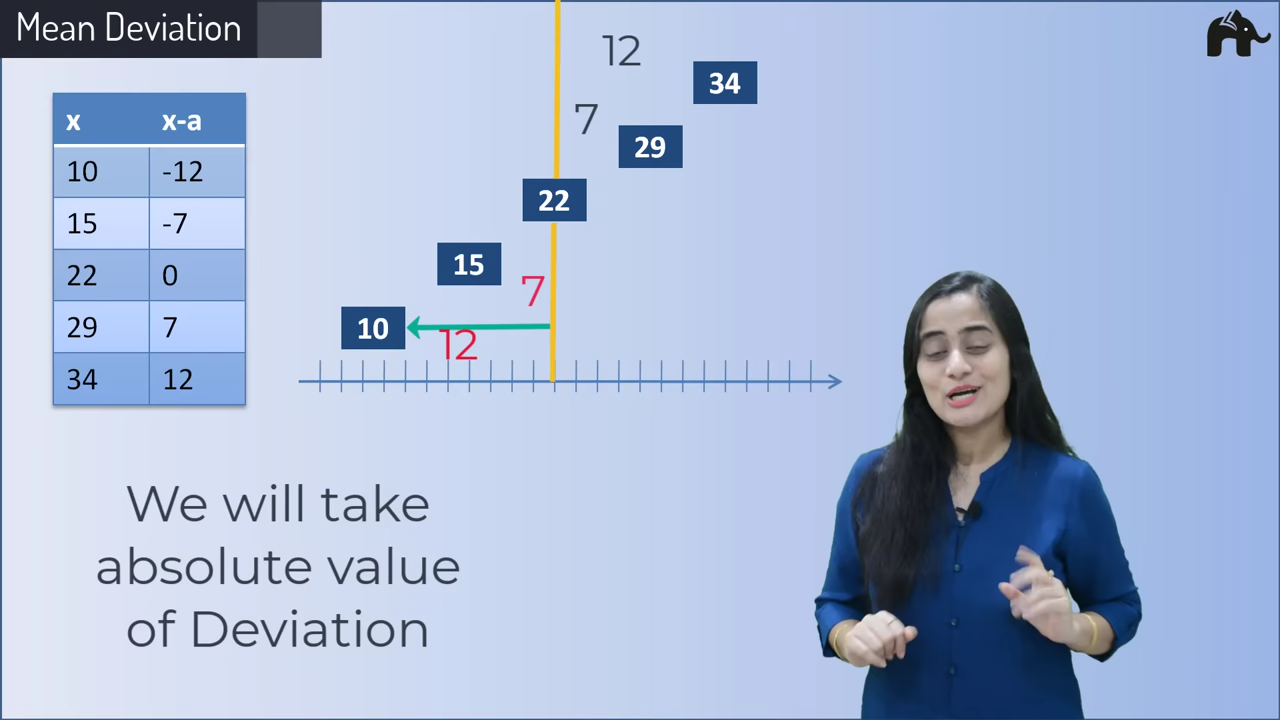 Mean Deviation
x x-a
10 -12
15 -7
22 0
29 7
34 12
12
34
7
29
22
15
7
10
12
We will take
absolute value
of Deviation